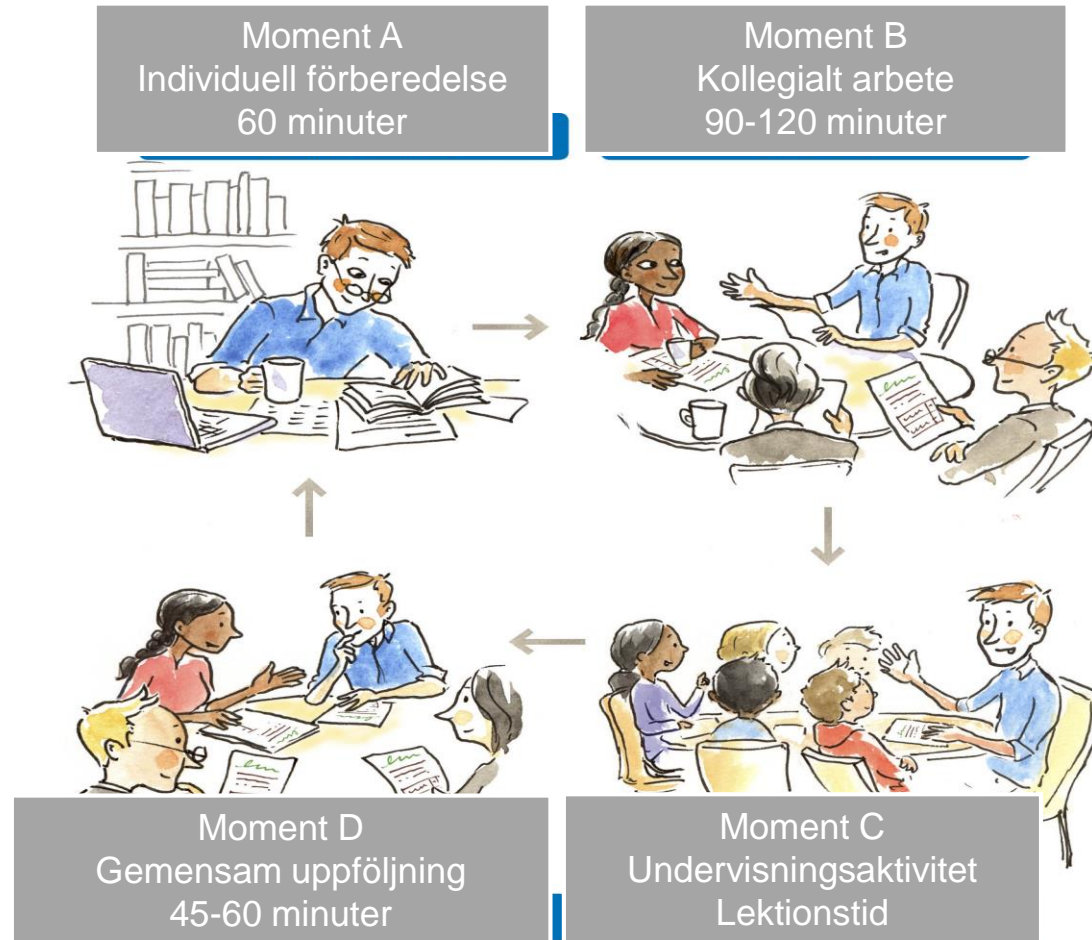 Moment A
Individuell förberedelse
60 minuter
Moment B
Kollegialt arbete
90-120 minuter
Moment D
Gemensam uppföljning
45-60 minuter
Moment C
Undervisningsaktivitet
Lektionstid